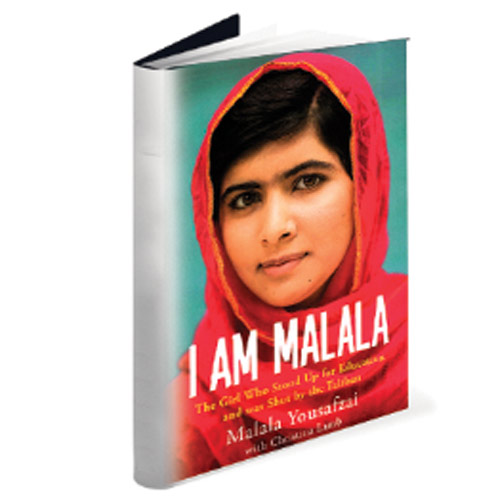 I AM MALALA
The Girl Who Stood Up for Education
and was Shot by the Taliban
Malala Yousafzai
with Christina Lamb